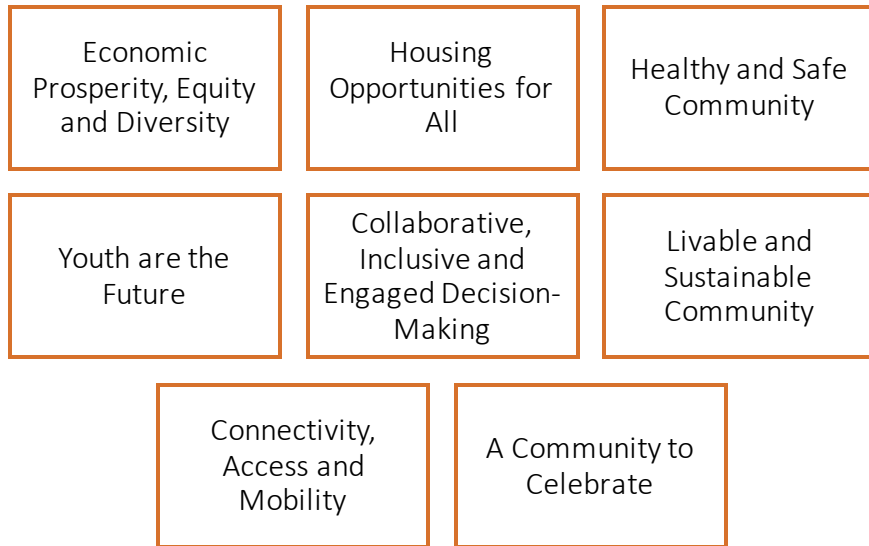 Economic
Prosperity, Equity
and Diversity
Housing
Opportunities for
All
Healthy and Safe
Community
Youth are the
Future
Collaborative,
Inclusive and
Engaged Decision-
Making
Livable and
Sustainable
Community
Connectivity,
Access and
Mobility
A Community to
Celebrate